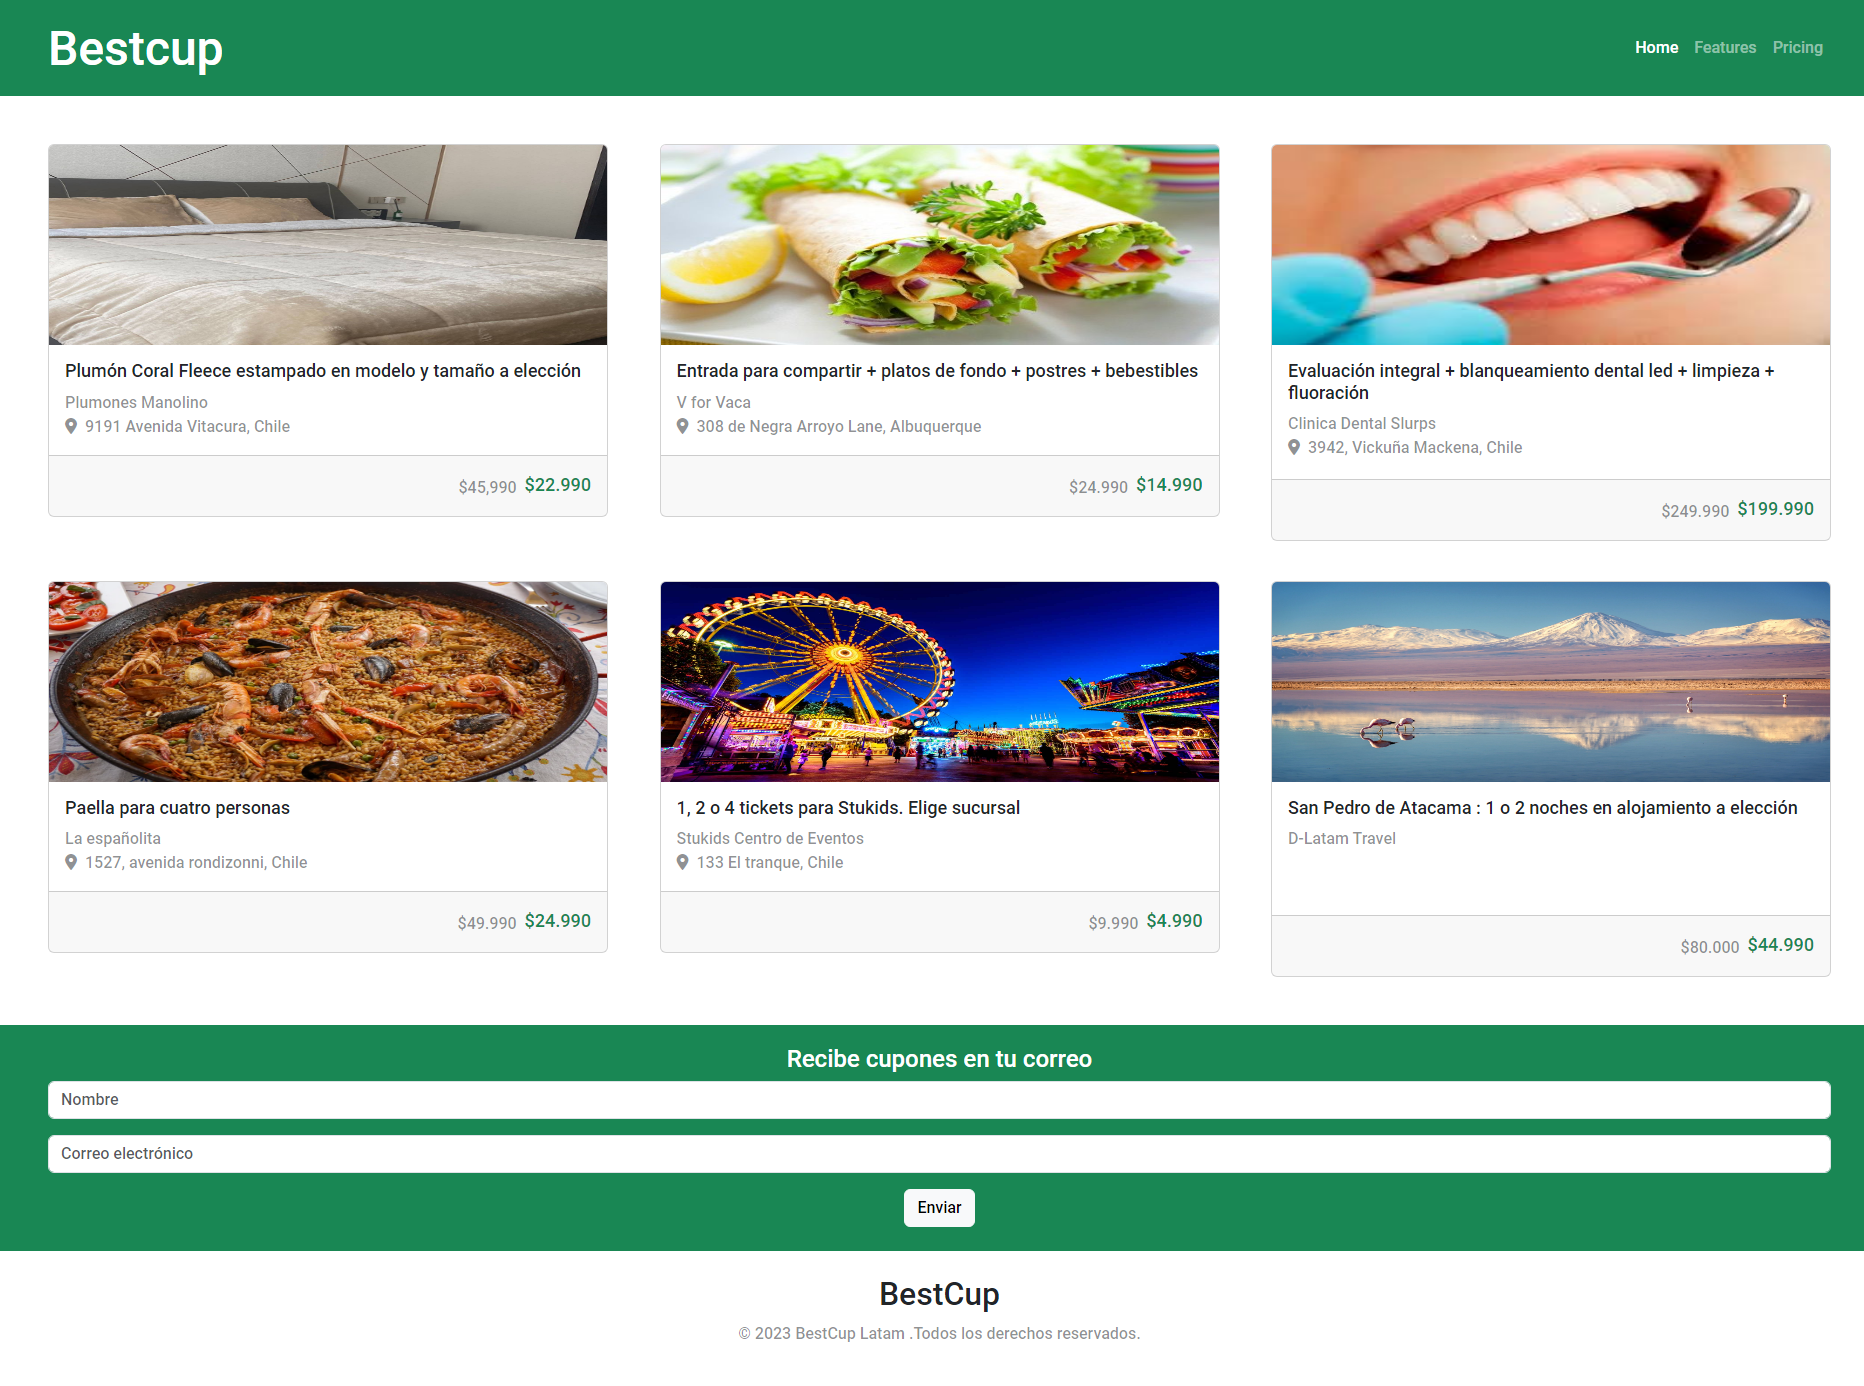 Bestcup
Home Features Pricing
Plumón Coral Fleece estampado en modelo y tamaño a elección
Plumones Manolino
9191 Avenida Vitacura, Chile
$45,990 $22.990
Entrada para compartir + platos de fondo + postres + bebestibles
V for Vaca
308 de Negra Arroyo Lane, Albuquerque
$24.990 $14.990
Evaluación integral + blanqueamiento dental led + limpieza +
fluoración
Clinica Dental Slurps
3942, Vickuña Mackena, Chile
$249.990 $199.990
Paella para cuatro personas
La españolita
1527, avenida rondizonni, Chile
$49.990 $24.990
1, 2 o 4 tickets para Stukids. Elige sucursal
Stukids Centro de Eventos
133 El tranque, Chile
$9.990 $4.990
San Pedro de Atacama : 1 o 2 noches en alojamiento a elección
D-Latam Travel
$80.000 $44.990
Recibe cupones en tu correo
Nombre
Correo electrónico
Enviar
BestCup
© 2023 BestCup Latam .Todos los derechos reservados.